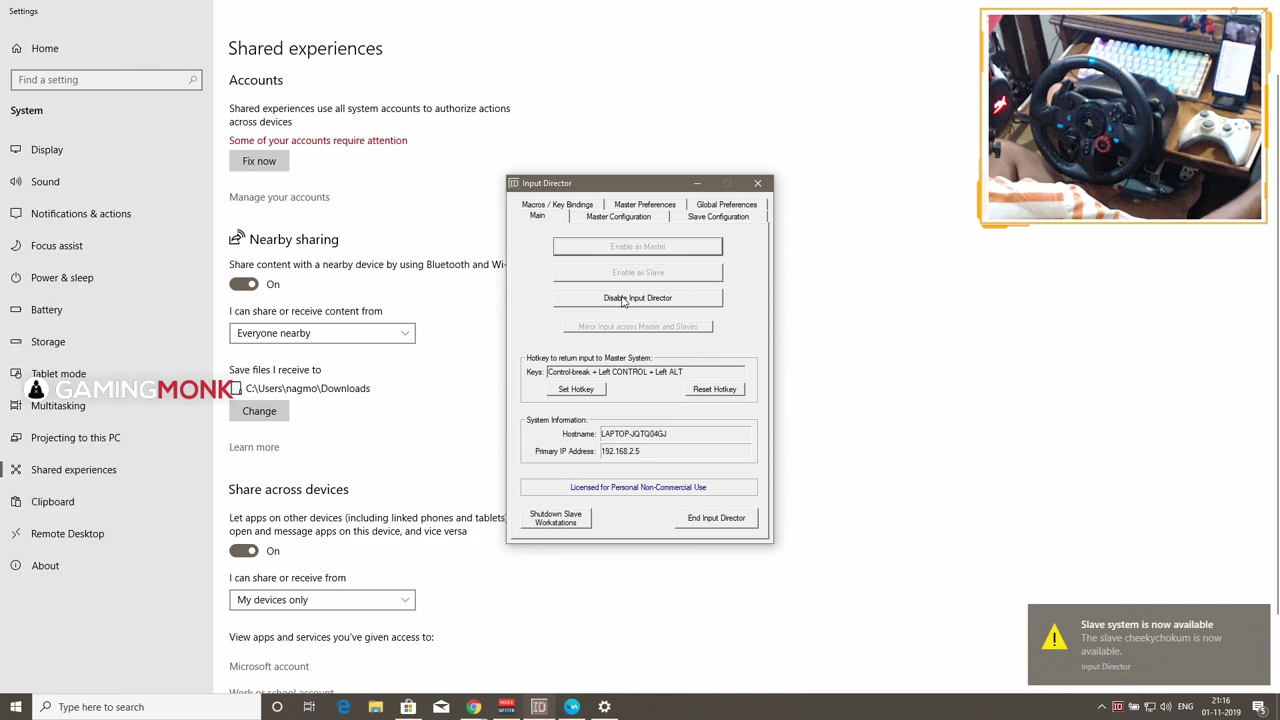 Settings
Home
Find a setting
System
Display
Sound
Notifications & actions
Focus assist
Power & sleep
Battery
Storage
Tablet mode
Multitasking
Projecting to this PC
Shared experiences
Clipboard
Remote Desktop
About
GAMINGMONK
Shared experiences
Accounts
Shared experiences use all system accounts to authorize actions
across devices
Some of your accounts require attention
Fix now
Manage your accounts
Nearby sharing
Share content with a nearby device by using Bluetooth and Wi-
On
I can share or receive content from
Everyone nearby
Save files I receive to
C:\Users\nagmo\Downloads
Change
Learn more
Share across devices
Let apps on other devices (including linked phones and tablets)
open and message apps on this device, and vice versa
On
I can share or receive from
My devices only
View apps and services you've given access to:
Microsoft account
Work or school account
Input Director
Macros / Key Bindings
Master Preferences
Global Preferences
Main
Master Configuration
Slave Configuration
Enable as Master
Enable as Slave
Disable Input Director
Mirror Input across Master and Slaves
Hotkey to return input to Master System:
Keys: Control-break + Left CONTROL + Left ALT
Set Hotkey
Reset Hotkey
System Information:
Hostname: LAPTOP-JQTQ04GJ
Primary IP Address: 192.168.2.5
Licensed for Personal Non-Commercial Use
Shutdown Slave
Workstations
End Input Director
Slave system is now available
The slave cheekychokum is now
available.
Input Director
Type here to search
ENG
21:16
01-11-2019